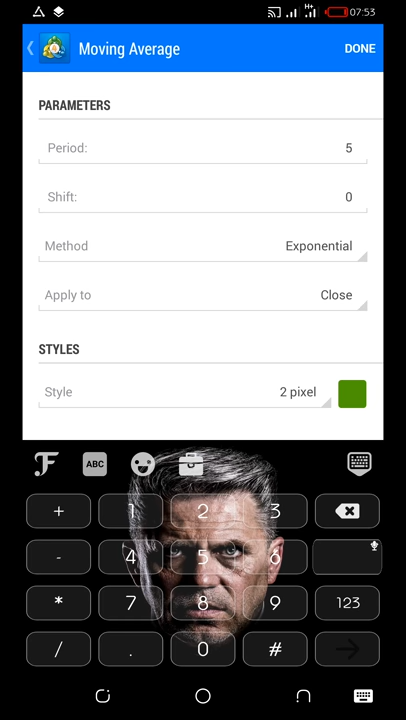 H+ 07:53
Moving Average DONE
PARAMETERS
Period: 5
Shift: 0
Method Exponential
Apply to Close
STYLES
Style 2 pixel
F ABC
+ 1 2 3
- 4 5 6
* 7 8 9 123
/ . 0 #